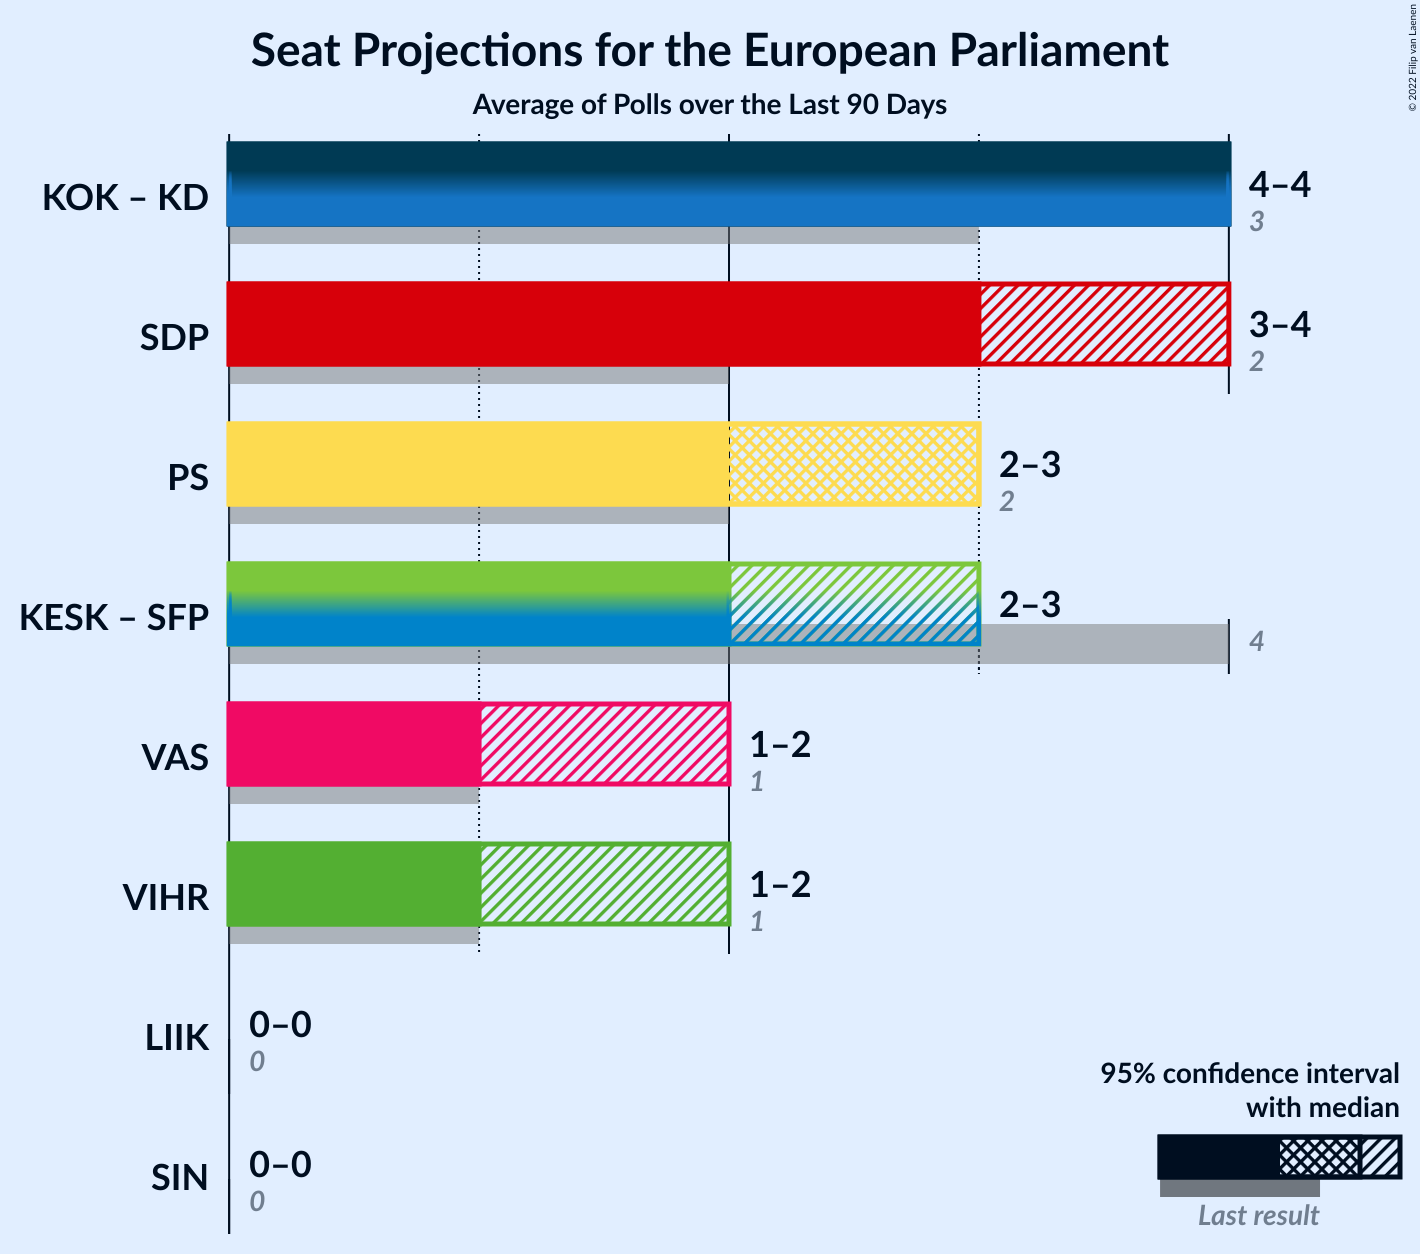 Seat Projections for the European Parliament
Average of Polls over the Last 90 Days
© 2022 Filip van Laenen
KOK – KD
4–4
3
SDP
3–4
2
PS
2–3
2
KESK – SFP
2–3
4
VAS
1–2
1
VIHR
1–2
1
LIIK
0–0
0
SIN
0–0
0
95% confidence interval
with median
Last result